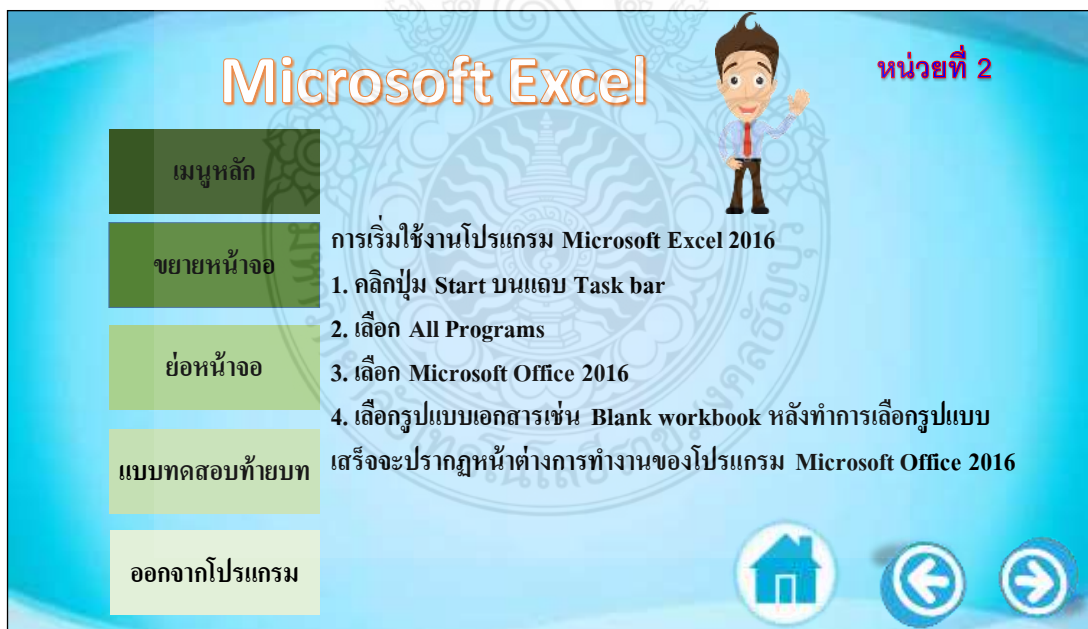 Microsoft Excel
หน่วยที่ 2
เมนูหลัก
ขยายหน้าจอ
ย่อหน้าจอ
แบบทดสอบท้ายบท
ออกจากโปรแกรม
การเริ่มใช้งานโปรแกรม Microsoft Excel 2016
1. คลิกปุ่ม Start บนแถบ Task bar
2. เลือก All Programs
3. เลือก Microsoft Office 2016
4. เลือกรูปแบบเอกสารเช่น Blank workbook หลังทำการเลือกรูปแบบ
เสร็จจะปรากฏหน้าต่างการทำงานของโปรแกรม Microsoft Office 2016